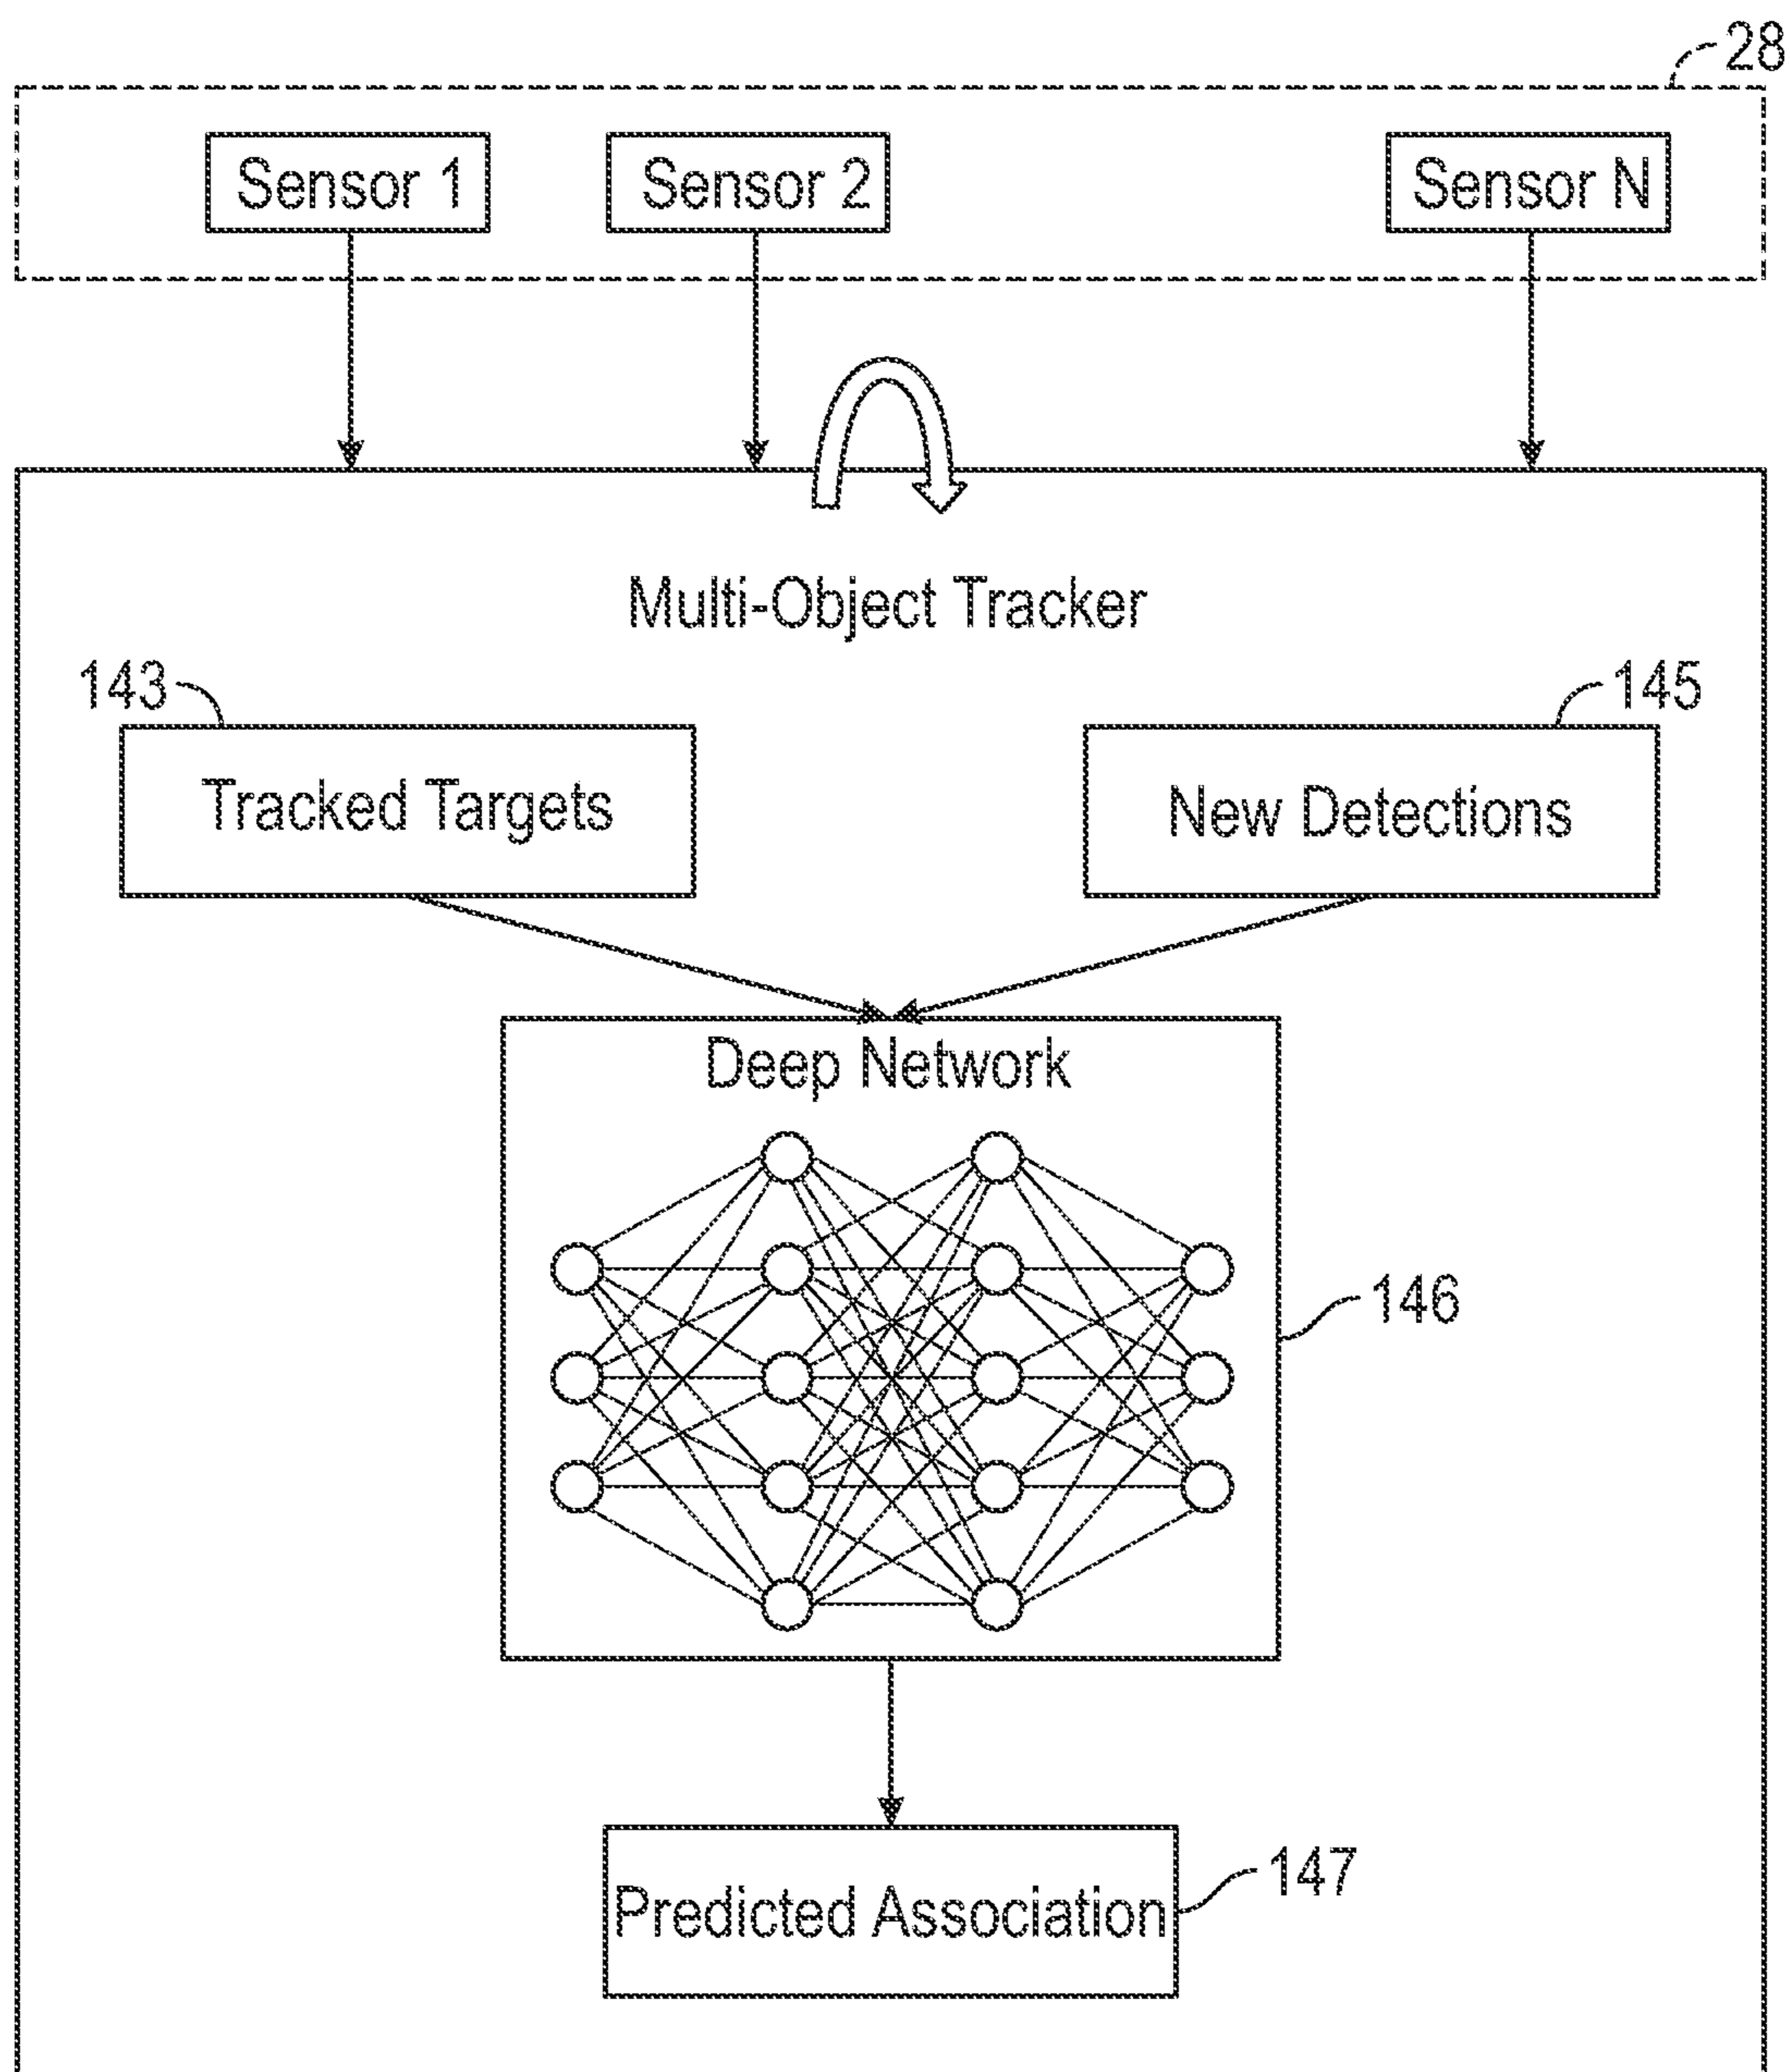 28
Sensor 1
Sensor 2
Sensor N
Multi-Object Tracker
143
145
Tracked Targets
New Detections
Deep Network
146
147
Predicted Association